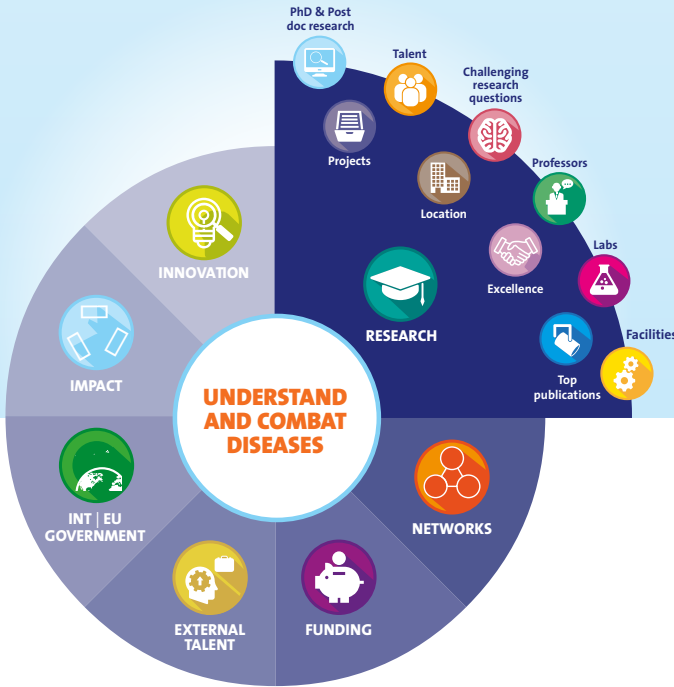 PhD & Post
doc research
Talent
Challenging
research
questions
Projects
Professors
Location
Labs
INNOVATION
Excellence
RESEARCH
Facilities
IMPACT
Top
publications
UNDERSTAND
AND COMBAT
DISEASES
INT | EU
GOVERNMENT
NETWORKS
EXTERNAL
TALENT
FUNDING